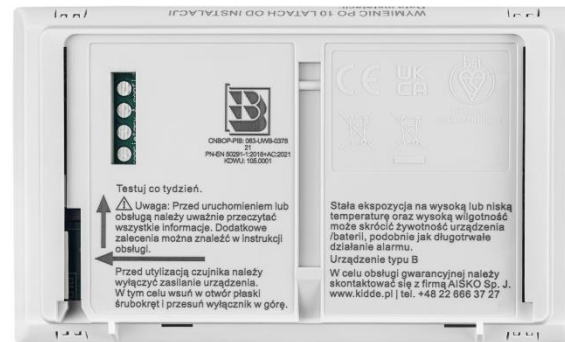 WYMIENIĆ PO 10 LATACH OD INSTALACJI
CNBOP-PIB: 063-UWB-0376
21
PN-EN 50291-1:2018+AC:2021
KDWU: 105.0001
Testuj co tydzień.
Uwaga: Przed uruchomieniem lub
obsługą należy uważnie przeczytać
wszystkie informacje. Dodatkowe
zalecenia można znaleźć w instrukcji
obsługi.
Przed utylizacją czujnika należy
wyłączyć zasilanie urządzenia.
W tym celu wsuń w otwór płaski
śrubokręt i przesuń wyłącznik w górę.
CE UK
CA
Stała ekspozycja na wysoką lub niską
temperaturę oraz wysoką wilgotność
może skrócić żywotność urządzenia
/baterii, podobnie jak długotrwałe
działanie alarmu.
Urządzenie typu B
W celu obsługi gwarancyjnej należy
skontaktować się z firmą AISKO Sp. J.
www.kidde.pl | tel. +48 22 666 37 27